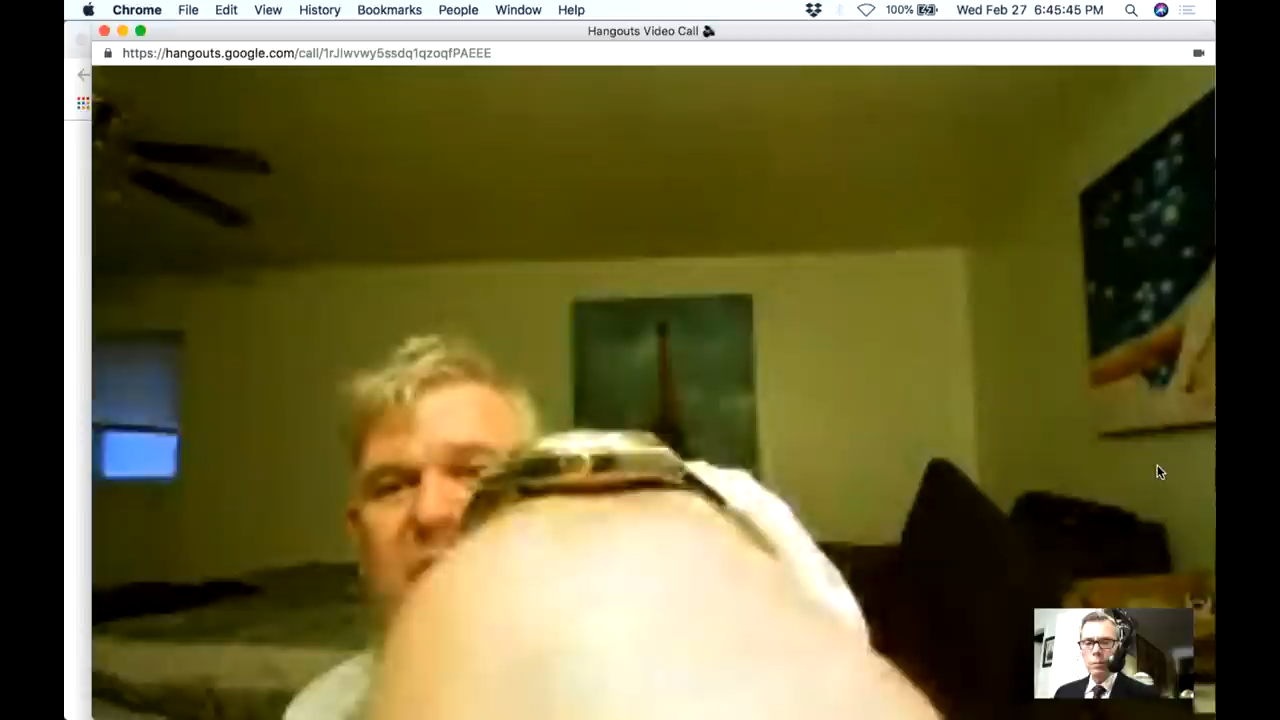 Chrome File Edit View History Bookmarks People Window Help 100% Wed Feb 27 6:45:45 PM
Hangouts Video Call
https://hangouts.google.com/call/1rJlwvwy5ssdq1qzoqfPAEEE